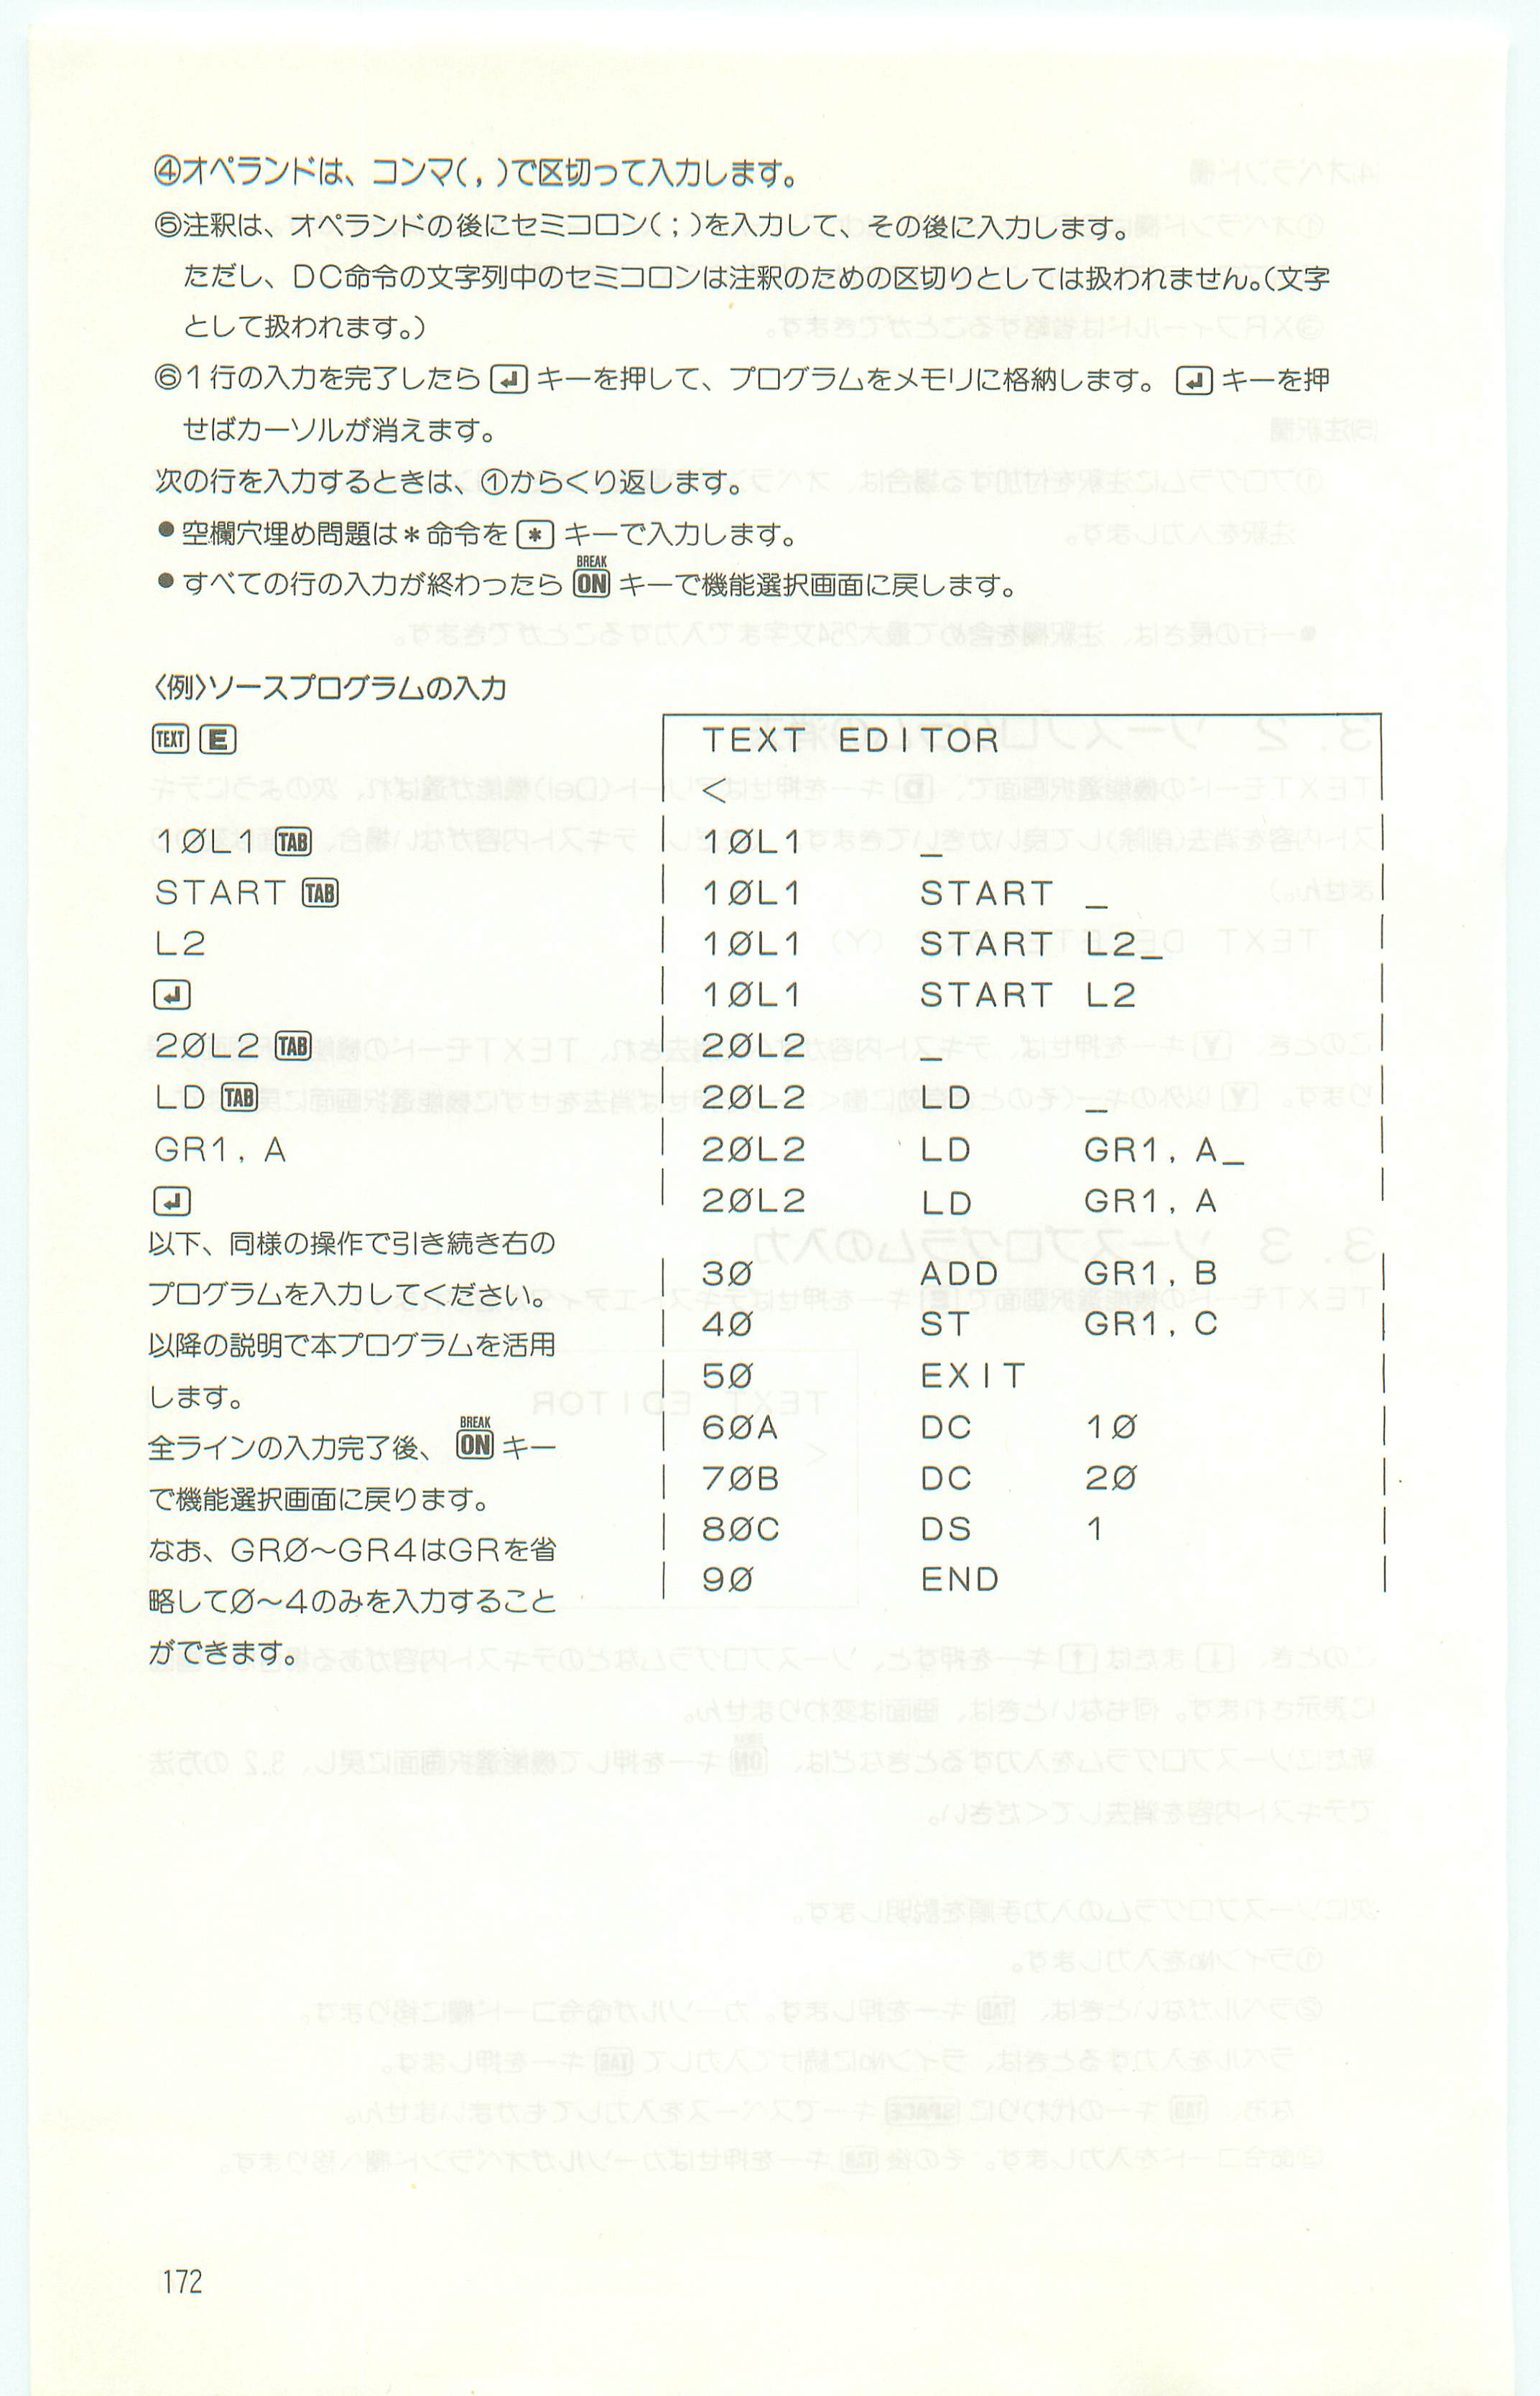 ④オペランドは、コンマ(，)で区切って入力します。
⑤注釈は、オペランドの後にセミコロン(；)を入力して、その後に入力します。
ただし、DC命令の文字列中のセミコロンは注釈のための区切りとしては扱われません。(文字
として扱われます。)
⑥1行の入力を完了したら ↲ キーを押して、プログラムをメモリに格納します。 ↲ キーを押
せばカーソルが消えます。
次の行を入力するときは、①からくり返します。
●空欄穴埋め問題は＊命令を ＊ キーで入力します。
BREAK
●すべての行の入力が終わったら ON キーで機能選択画面に戻します。
〈例〉ソースプログラムの入力
TEXT E
TEXT EDITOR
<
1ØL1 TAB 1ØL1 _
START TAB 1ØL1 START _
L2 1ØL1 START L2_
↲ 1ØL1 START L2
2ØL2 TAB 2ØL2 _
LD TAB 2ØL2 LD _
GR1, A 2ØL2 LD GR1, A_
↲ 2ØL2 LD GR1, A
以下、同様の操作で引き続き右の
プログラムを入力してください。
以降の説明で本プログラムを活用
します。
BREAK
全ラインの入力完了後、 ON キー
で機能選択画面に戻ります。
なお、GRØ～GR4はGRを省
略してØ～4のみを入力すること
ができます。
3Ø ADD GR1, B
4Ø ST GR1, C
5Ø EXIT
6ØA DC 1Ø
7ØB DC 2Ø
8ØC DS 1
9Ø END
172